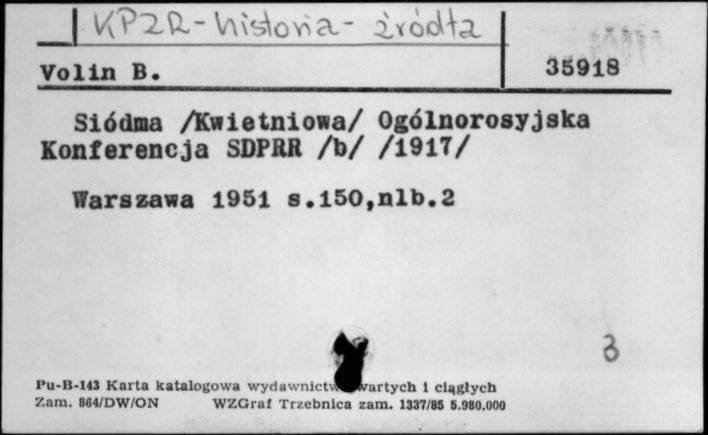 KPZR - historia - źródła
Volin B.
35918
Siódma /Kwietniowa/ Ogólnorosyjska
Konferencja SDPRR /b/ /1917/
Warszawa 1951 s.150,nlb.2
3
Pu-B-143 Karta katalogowa wydawnictw zwartych i ciągłych
Zam. 864/DW/ON WZGraf Trzebnica zam. 1337/85 5.980.000